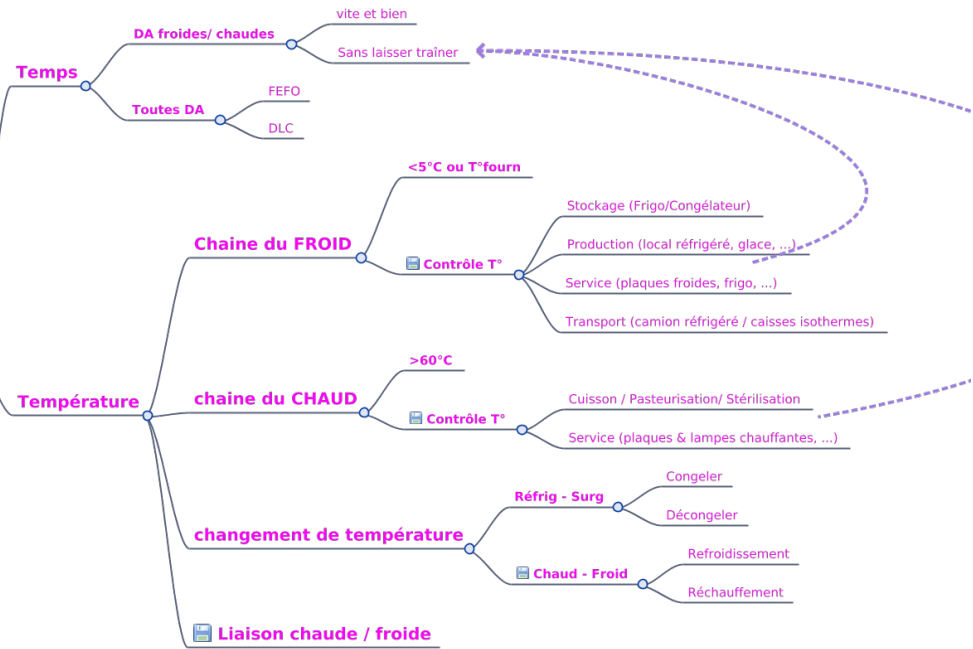 Temps
DA froides/ chaudes
vite et bien
Sans laisser traîner
Toutes DA
FEFO
DLC
Température
Chaine du FROID
<5°C ou T°fourn
Contrôle T°
Stockage (Frigo/Congélateur)
Production (local réfrigéré, glace, ...)
Service (plaques froides, frigo, ...)
Transport (camion réfrigéré / caisses isothermes)
chaine du CHAUD
>60°C
Contrôle T°
Cuisson / Pasteurisation/ Stérilisation
Service (plaques & lampes chauffantes, ...)
changement de température
Réfrig - Surg
Congeler
Décongeler
Chaud - Froid
Refroidissement
Réchauffement
Liaison chaude / froide